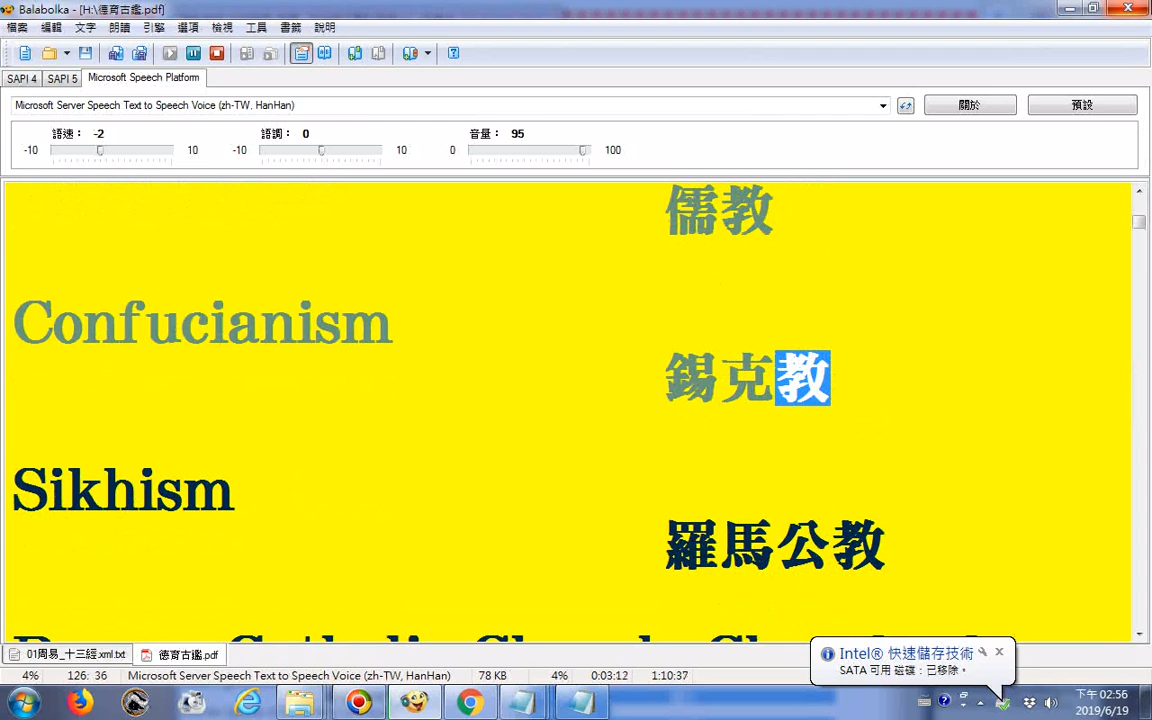 Balabolka - [H:\德育古鑑.pdf]
檔案 編輯 文字 朗讀 引擎 選項 檢視 工具 書籤 說明
SAPI 4 SAPI 5 Microsoft Speech Platform
Microsoft Server Speech Text to Speech Voice (zh-TW, HanHan) 關於 預設
語速： -2 語調： 0 音量： 95
-10 10 -10 10 0 100
儒教
Confucianism
錫克教
Sikhism
羅馬公教
01周易_十三經.xml.txt 德育古鑑.pdf
Intel® 快速儲存技術
SATA 可用 磁碟：已移除。
4% 126: 36 Microsoft Server Speech Text to Speech Voice (zh-TW, HanHan) 78 KB 4% 0:03:12 1:10:37
下午 02:56
2019/6/19